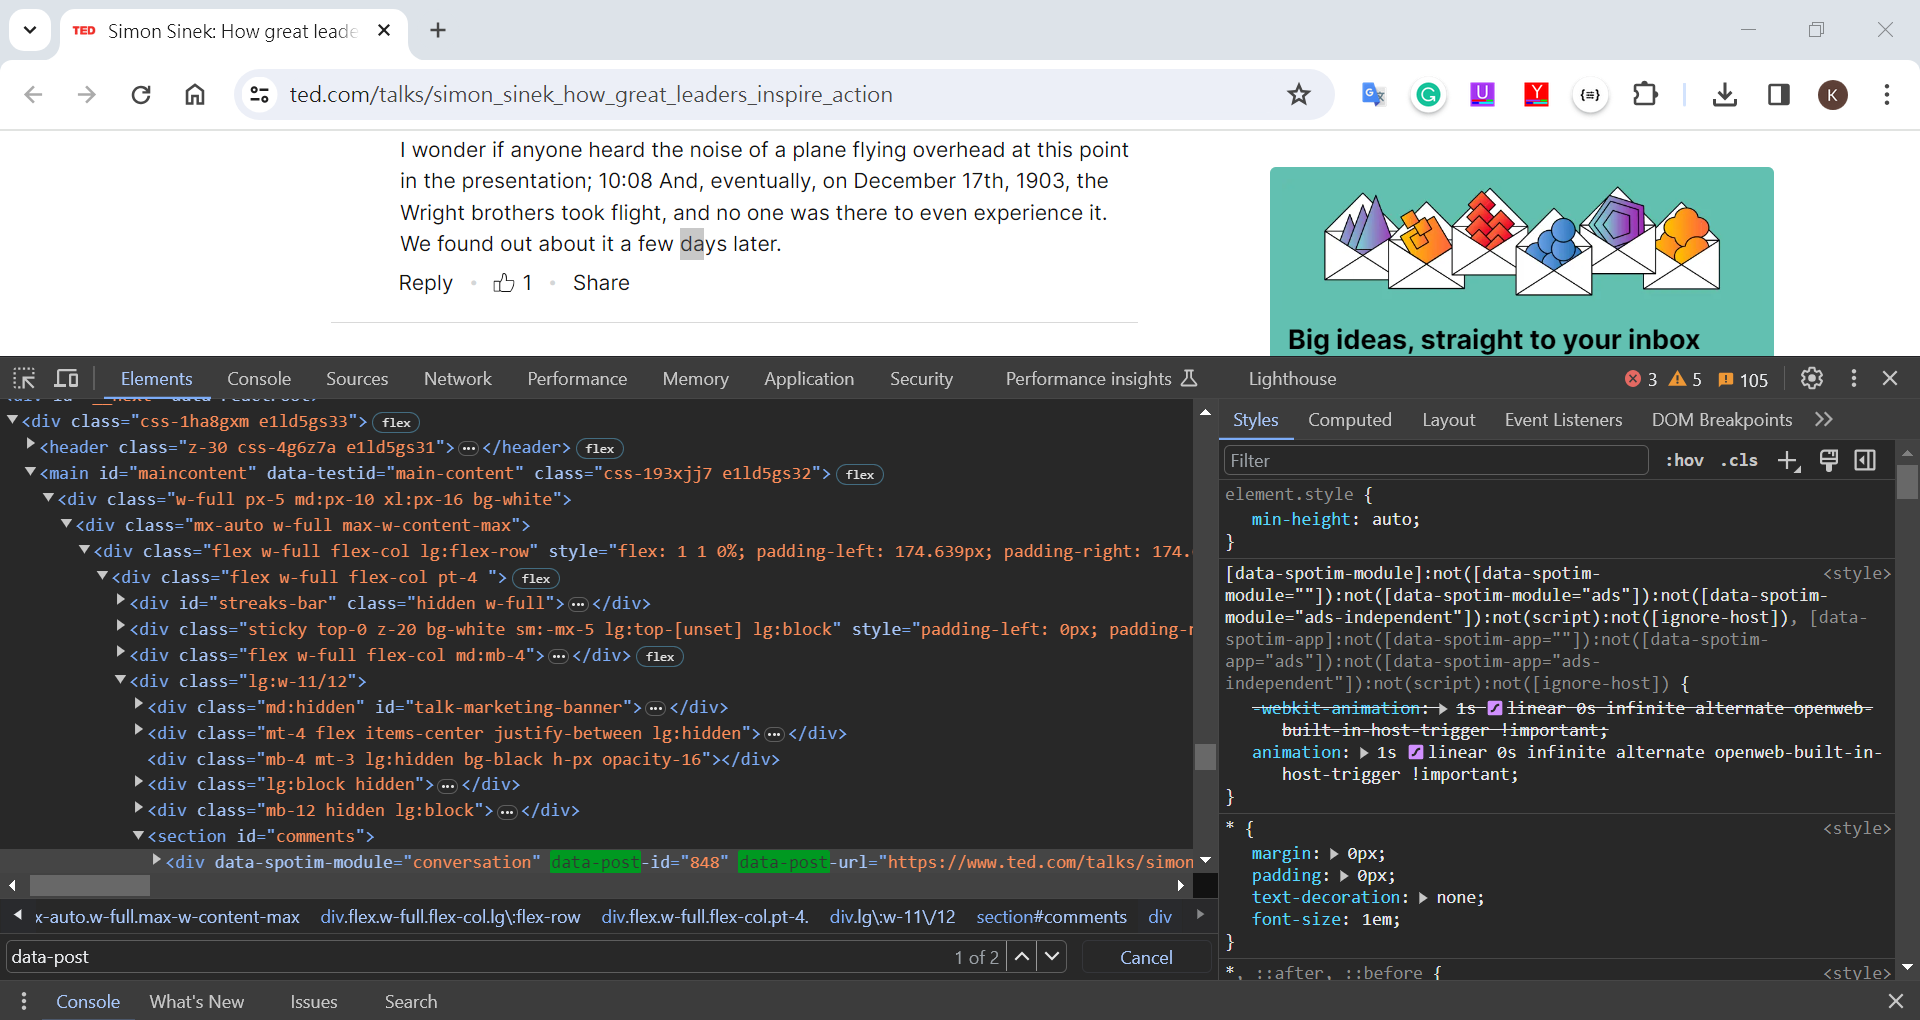 TED Simon Sinek: How great leade
ted.com/talks/simon_sinek_how_great_leaders_inspire_action
G U Y {≡} K
I wonder if anyone heard the noise of a plane flying overhead at this point
in the presentation; 10:08 And, eventually, on December 17th, 1903, the
Wright brothers took flight, and no one was there to even experience it.
We found out about it a few days later.
Reply • 1 • Share
Big ideas, straight to your inbox
Elements Console Sources Network Performance Memory Application Security Performance insights Lighthouse 3 5 105
<div class="css-1ha8gxm e1ld5gs33"> flex
<header class="z-30 css-4g6z7a e1ld5gs31"> … </header> flex
<main id="maincontent" data-testid="main-content" class="css-193xjj7 e1ld5gs32"> flex
<div class="w-full px-5 md:px-10 xl:px-16 bg-white">
<div class="mx-auto w-full max-w-content-max">
<div class="flex w-full flex-col lg:flex-row" style="flex: 1 1 0%; padding-left: 174.639px; padding-right: 174.
<div class="flex w-full flex-col pt-4 "> flex
<div id="streaks-bar" class="hidden w-full"> … </div>
<div class="sticky top-0 z-20 bg-white sm:-mx-5 lg:top-[unset] lg:block" style="padding-left: 0px; padding-r
<div class="flex w-full flex-col md:mb-4"> … </div> flex
<div class="lg:w-11/12">
<div class="md:hidden" id="talk-marketing-banner"> … </div>
<div class="mt-4 flex items-center justify-between lg:hidden"> … </div>
<div class="mb-4 mt-3 lg:hidden bg-black h-px opacity-16"></div>
<div class="lg:block hidden"> … </div>
<div class="mb-12 hidden lg:block"> … </div>
<section id="comments">
<div data-spotim-module="conversation" data-post-id="848" data-post-url="https://www.ted.com/talks/simon
x-auto.w-full.max-w-content-max div.flex.w-full.flex-col.lg\:flex-row div.flex.w-full.flex-col.pt-4. div.lg\:w-11\/12 section#comments div
data-post 1 of 2 Cancel
Console What's New Issues Search
Styles Computed Layout Event Listeners DOM Breakpoints
Filter :hov .cls
element.style {
min-height: auto;
}
[data-spotim-module]:not([data-spotim- <style>
module=""]):not([data-spotim-module="ads"]):not([data-spotim-
module="ads-independent"]):not(script):not([ignore-host]), [data-
spotim-app]:not([data-spotim-app=""]):not([data-spotim-
app="ads"]):not([data-spotim-app="ads-
independent"]):not(script):not([ignore-host]) {
-webkit-animation: 1s linear 0s infinite alternate openweb-
built-in-host-trigger !important;
animation: 1s linear 0s infinite alternate openweb-built-in-
host-trigger !important;
}
* { <style>
margin: 0px;
padding: 0px;
text-decoration: none;
font-size: 1em;
}
*, ::after, ::before { <style>